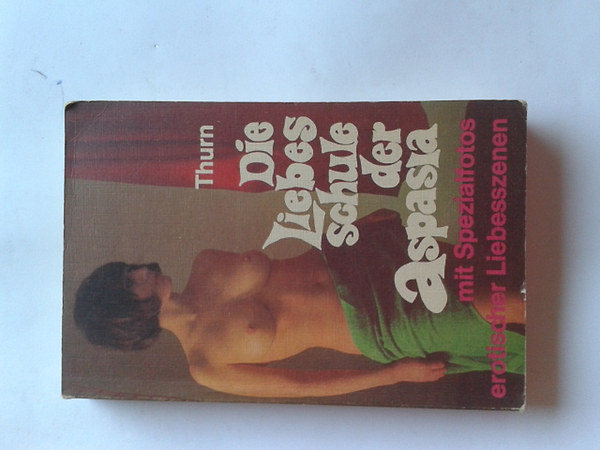 Thurn
Die
Liebes
schule
der
Aspasia
mit Spezialfotos
erotischer Liebesszenen